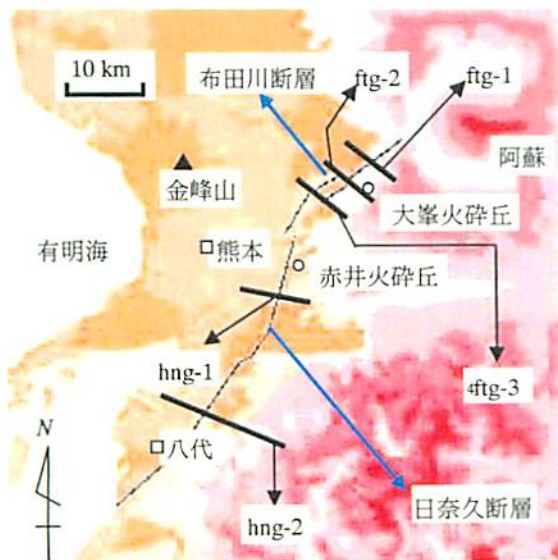 10 km
布田川断層
ftg-2
ftg-1
阿蘇
金峰山
大峯火砕丘
有明海
熊本
赤井火砕丘
hng-1
4ftg-3
N
八代
hng-2
日奈久断層